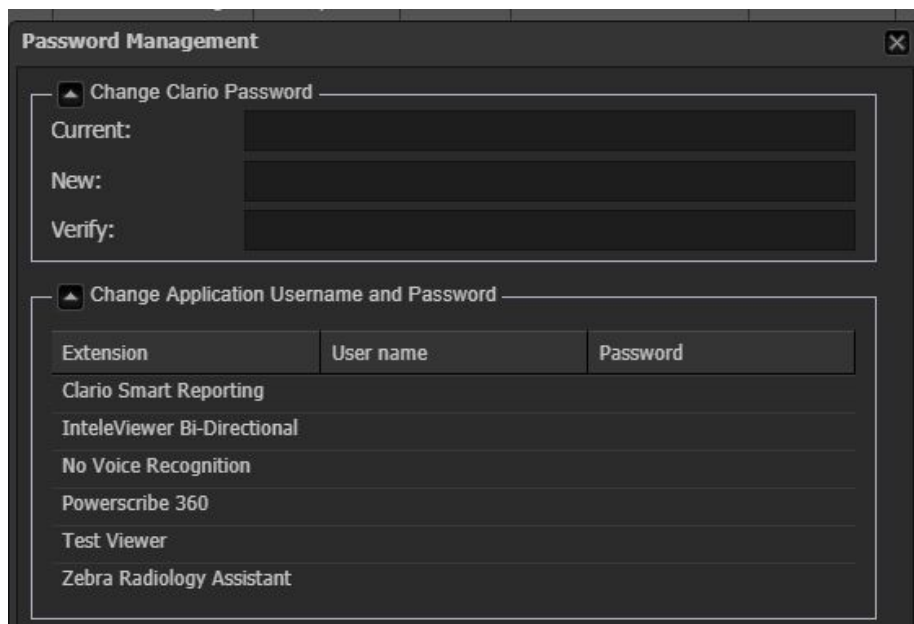 Password Management
Change Clario Password
Current:
New:
Verify:
Change Application Username and Password
Extension User name Password
Clario Smart Reporting
InteleViewer Bi-Directional
No Voice Recognition
Powerscribe 360
Test Viewer
Zebra Radiology Assistant